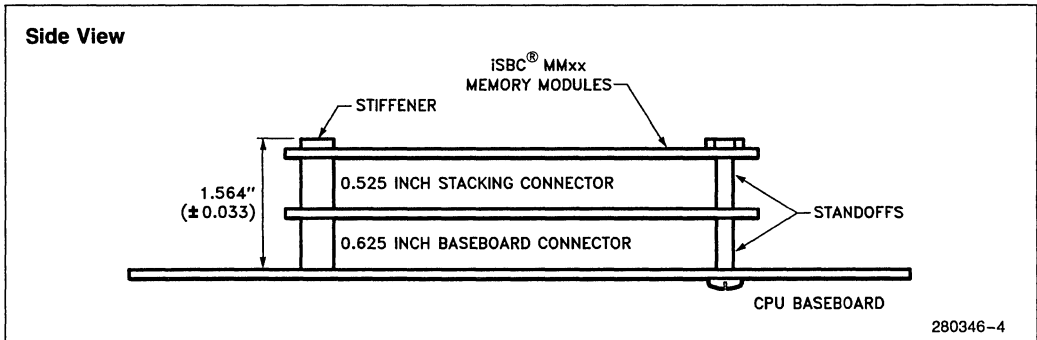 Side View
iSBC® MMxx
MEMORY MODULES
STIFFENER
1.564"
(±0.033)
0.525 INCH STACKING CONNECTOR
STANDOFFS
0.625 INCH BASEBOARD CONNECTOR
CPU BASEBOARD
280346-4